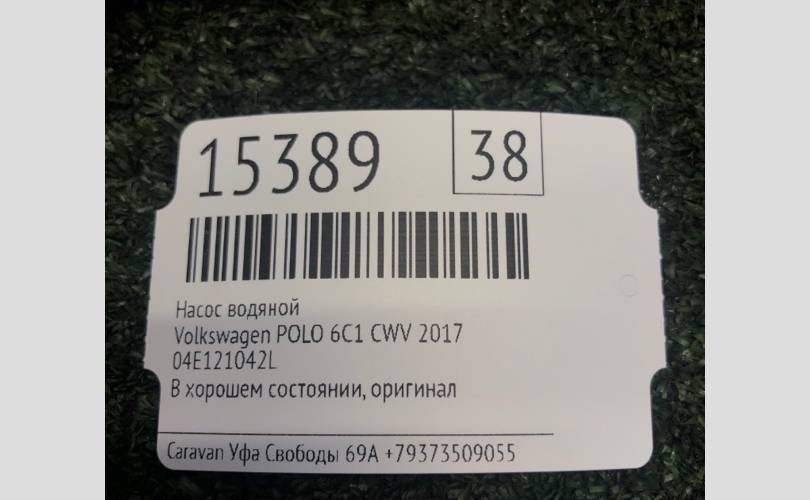 15389 38
Насос водяной
Volkswagen POLO 6C1 CWV 2017
04E121042L
В хорошем состоянии, оригинал
Caravan Уфа Свободы 69А +79373509055